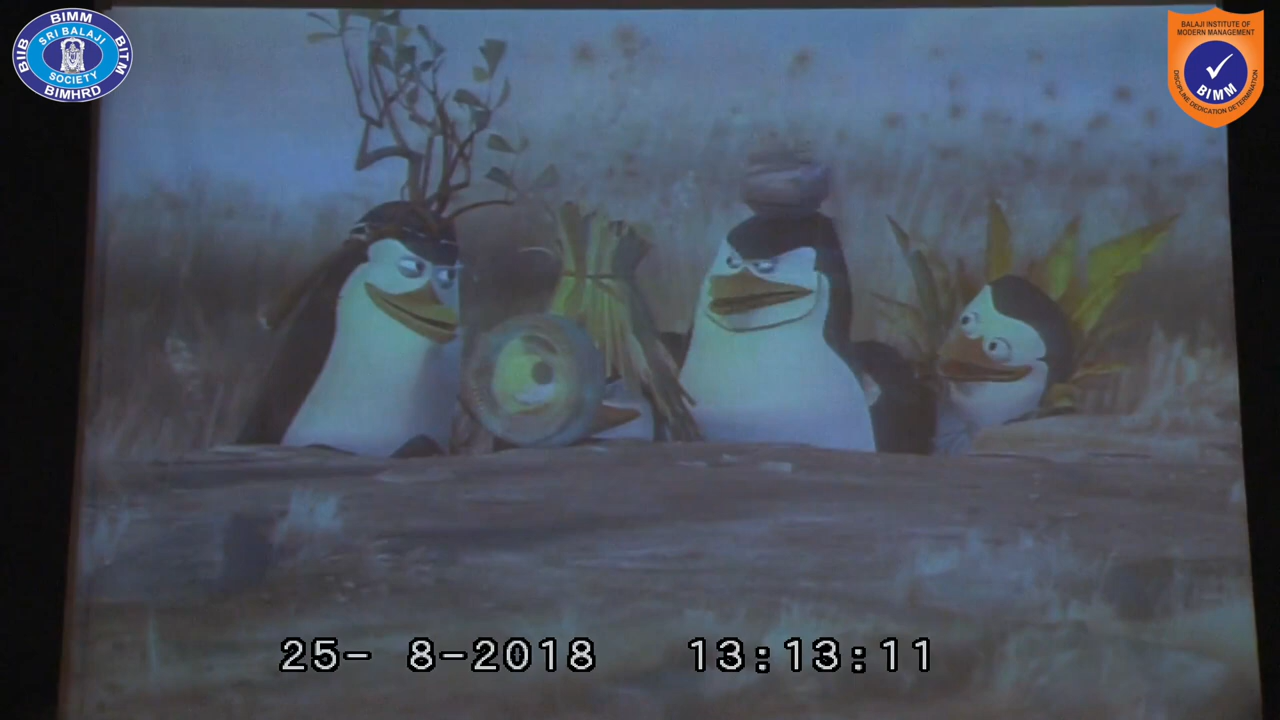 BIMM
BIIB
SRI BALAJI
SOCIETY
BITM
BIMHRD
BALAJI INSTITUTE OF
MODERN MANAGEMENT
BIMM
DISCIPLINE DEDICATION DETERMINATION
25- 8-2018 13:13:11